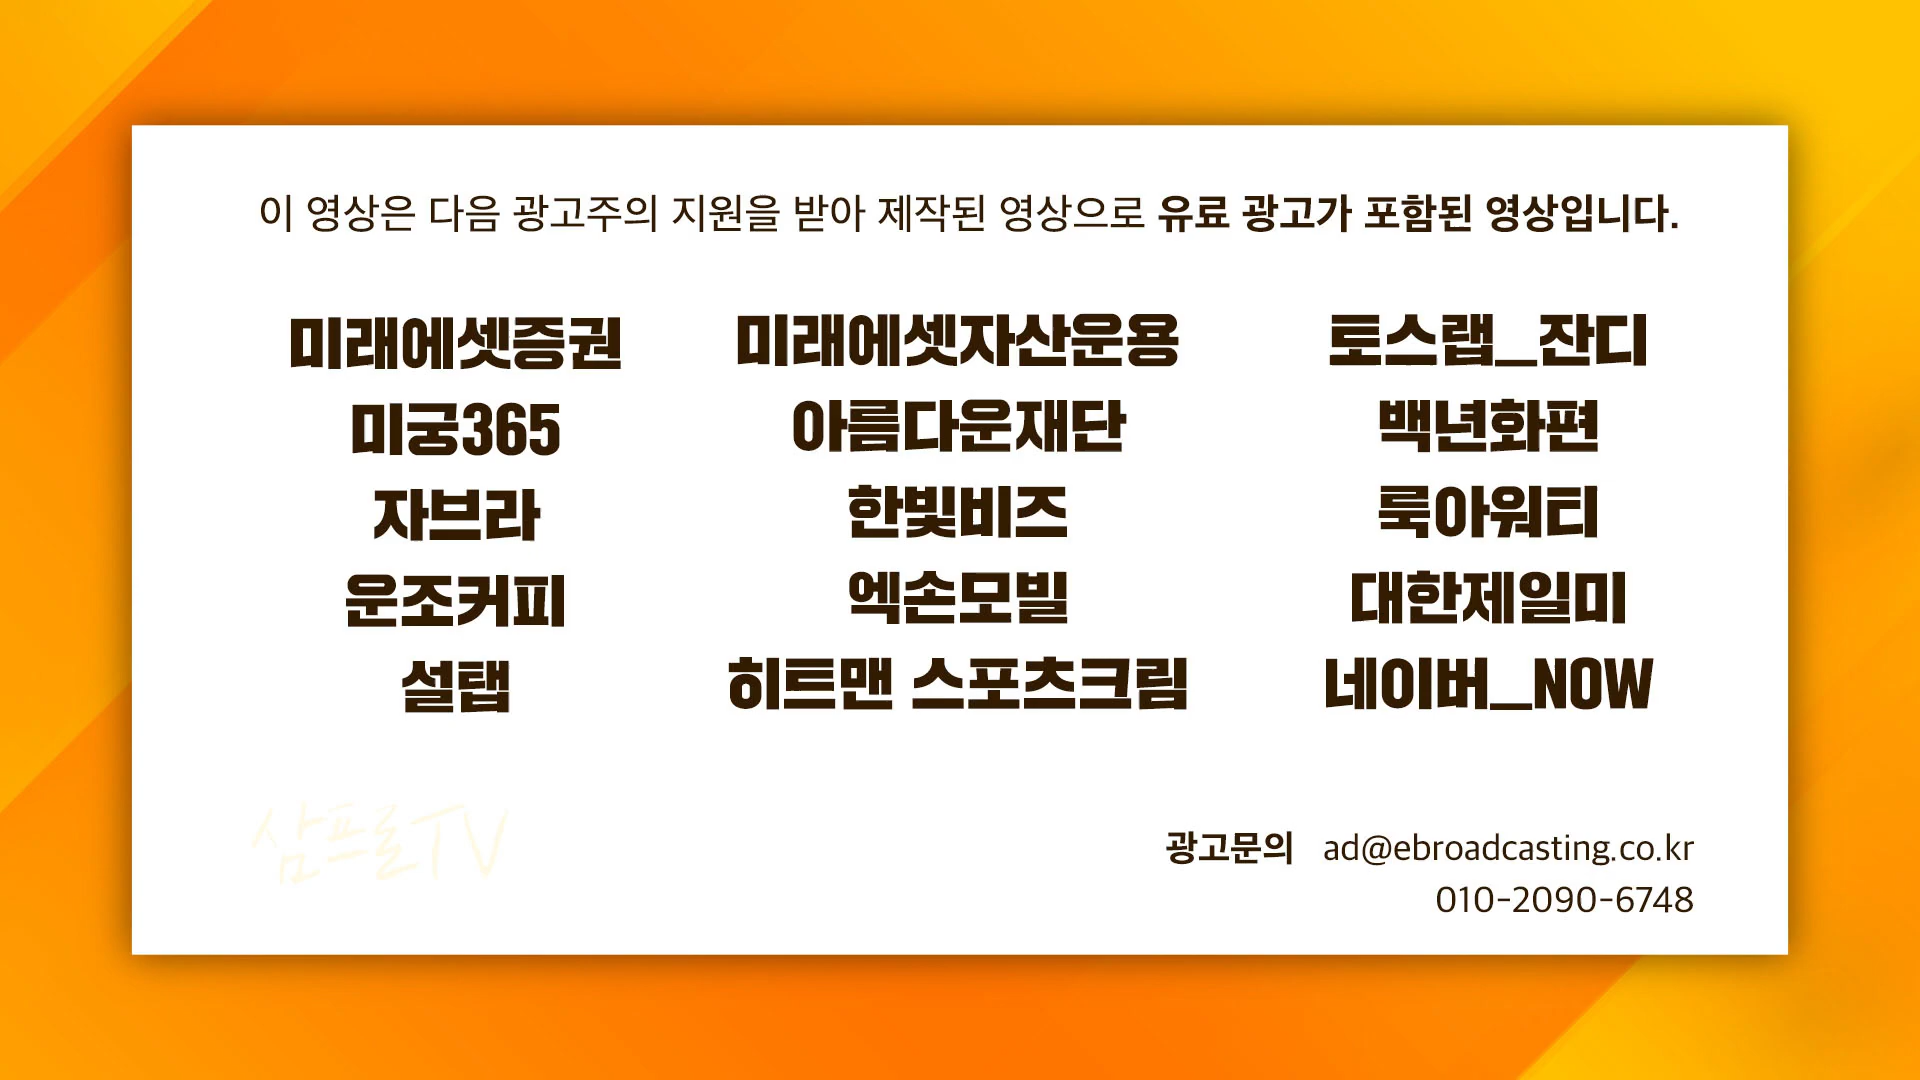 이 영상은 다음 광고주의 지원을 받아 제작된 영상으로 유료 광고가 포함된 영상입니다.
미래에셋증권 미래에셋자산운용 토스랩_잔디
미궁365 아름다운재단 백년화편
자브라 한빛비즈 룩아워티
운조커피 엑손모빌 대한제일미
설탭 히트맨 스포츠크림 네이버_NOW
삼프로TV
광고문의 ad@ebroadcasting.co.kr
010-2090-6748